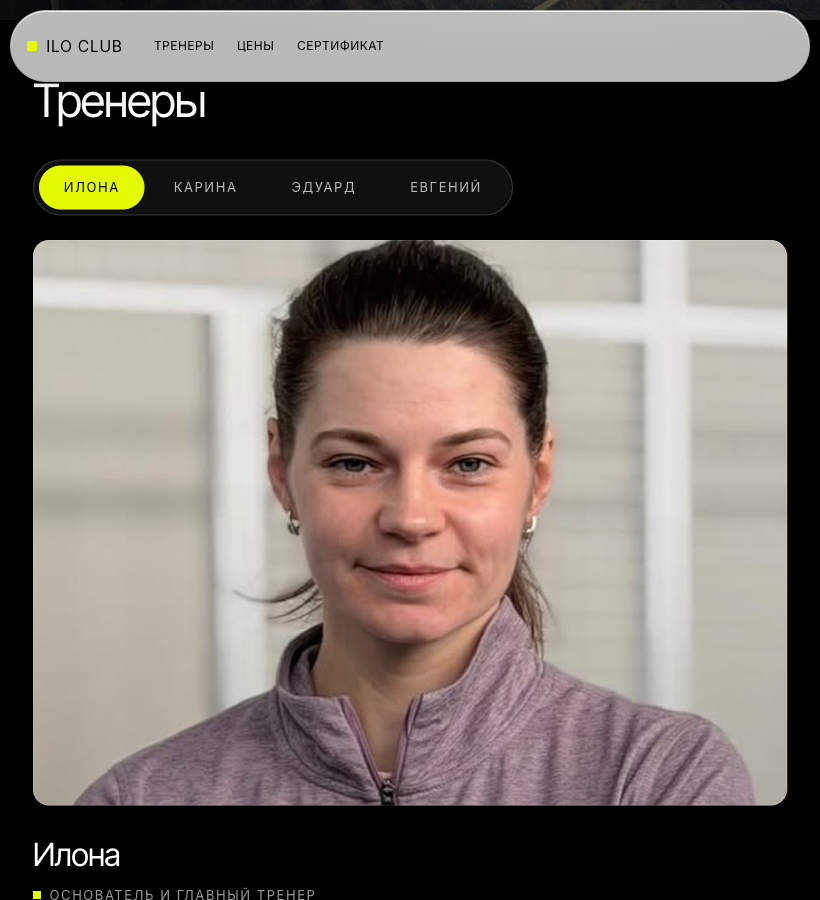 ILO CLUB ТРЕНЕРЫ ЦЕНЫ СЕРТИФИКАТ
Тренеры
ИЛОНА КАРИНА ЭДУАРД ЕВГЕНИЙ
Илона
ОСНОВАТЕЛЬ И ГЛАВНЫЙ ТРЕНЕР